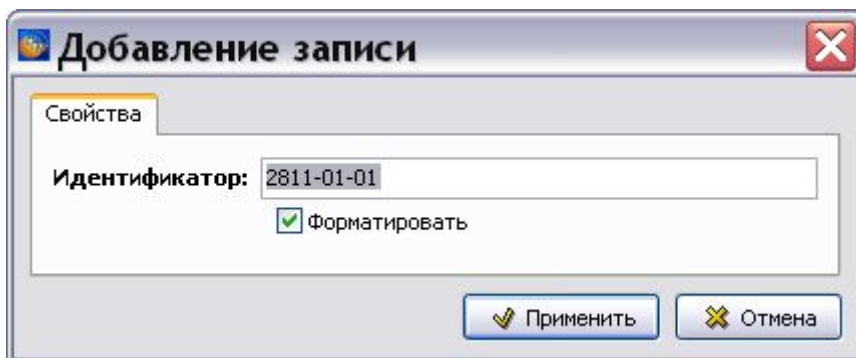 Добавление записи
Свойства
Идентификатор: 2811-01-01
Форматировать
Применить Отмена